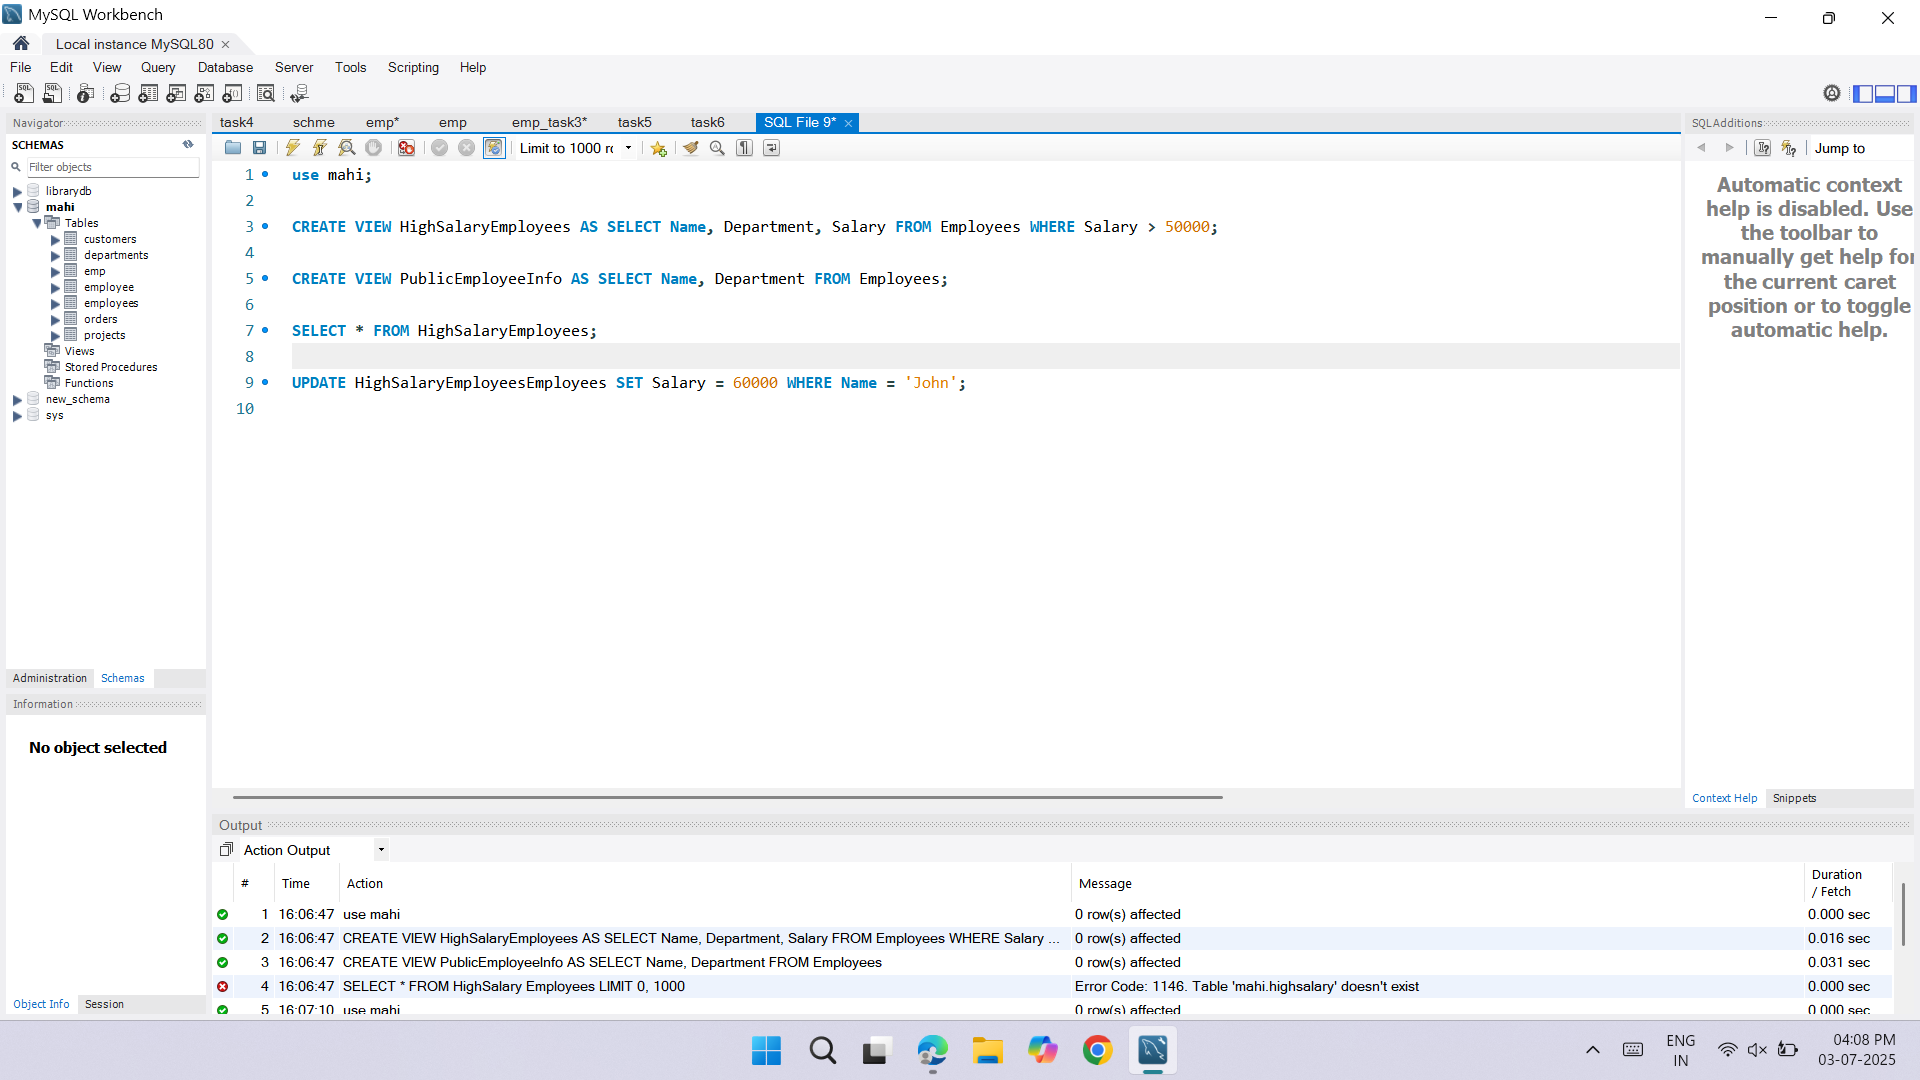 MySQL Workbench
Local instance MySQL80
File Edit View Query Database Server Tools Scripting Help
Navigator
SCHEMAS
Filter objects
librarydb
mahi
Tables
customers
departments
emp
employee
employees
orders
projects
Views
Stored Procedures
Functions
new_schema
sys
Administration Schemas
Information
No object selected
Object Info Session
task4 schme emp* emp emp_task3* task5 task6 SQL File 9*
Limit to 1000 r
1 use mahi;
2
3 CREATE VIEW HighSalaryEmployees AS SELECT Name, Department, Salary FROM Employees WHERE Salary > 50000;
4
5 CREATE VIEW PublicEmployeeInfo AS SELECT Name, Department FROM Employees;
6
7 SELECT * FROM HighSalaryEmployees;
8
9 UPDATE HighSalaryEmployeesEmployees SET Salary = 60000 WHERE Name = 'John';
10
SQLAdditions
Jump to
Automatic context
help is disabled. Use
the toolbar to
manually get help for
the current caret
position or to toggle
automatic help.
Context Help Snippets
Output
Action Output
# Time Action Message Duration / Fetch
1 16:06:47 use mahi 0 row(s) affected 0.000 sec
2 16:06:47 CREATE VIEW HighSalaryEmployees AS SELECT Name, Department, Salary FROM Employees WHERE Salary ... 0 row(s) affected 0.016 sec
3 16:06:47 CREATE VIEW PublicEmployeeInfo AS SELECT Name, Department FROM Employees 0 row(s) affected 0.031 sec
4 16:06:47 SELECT * FROM HighSalary Employees LIMIT 0, 1000 Error Code: 1146. Table 'mahi.highsalary' doesn't exist 0.000 sec
5 16:07:10 use mahi 0 row(s) affected 0.000 sec
ENG
IN
04:08 PM
03-07-2025